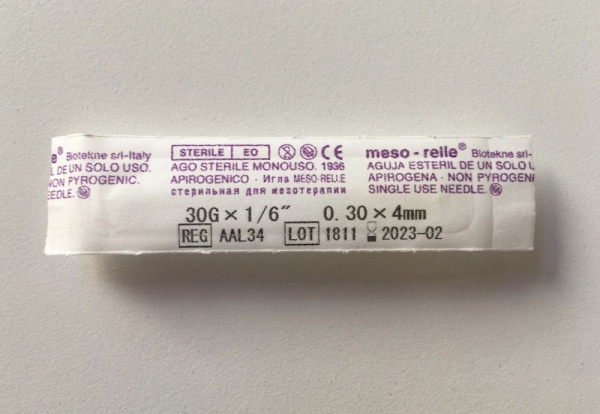 e® Biotekne srl-Italy
L DE UN SOLO USO.
NON PYROGENIC.
NEEDLE.
STERILE EO CE
AGO STERILE MONOUSO. 1936
APIROGENICO · Игла MESO-RELLE
стерильная для мезотерапии
meso-relle® Biotekne srl-
AGUJA ESTERIL DE UN SOLO U
APIROGENA · NON PYROGENI
SINGLE USE NEEDLE.
30G × 1/6″ 0.30 × 4mm
REG AAL34 LOT 1811 2023-02